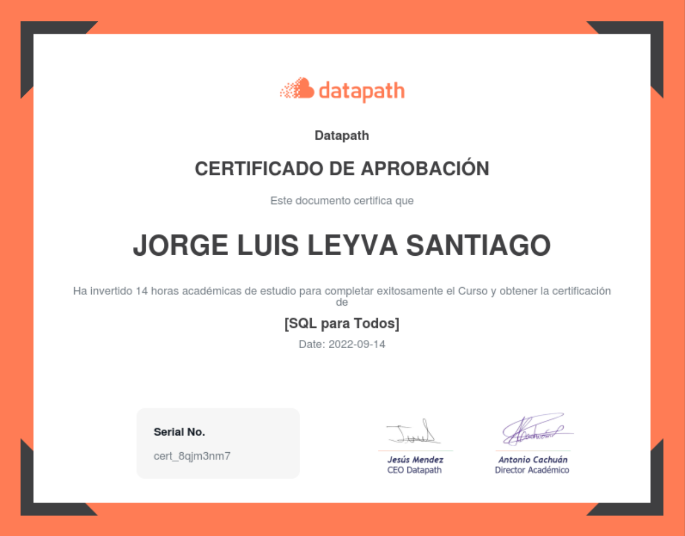 datapath
Datapath
CERTIFICADO DE APROBACIÓN
Este documento certifica que
JORGE LUIS LEYVA SANTIAGO
Ha invertido 14 horas académicas de estudio para completar exitosamente el Curso y obtener la certificación
de
[SQL para Todos]
Date: 2022-09-14
Serial No.
cert_8qjm3nm7
Jesús Mendez
CEO Datapath
Antonio Cachuán
Director Académico